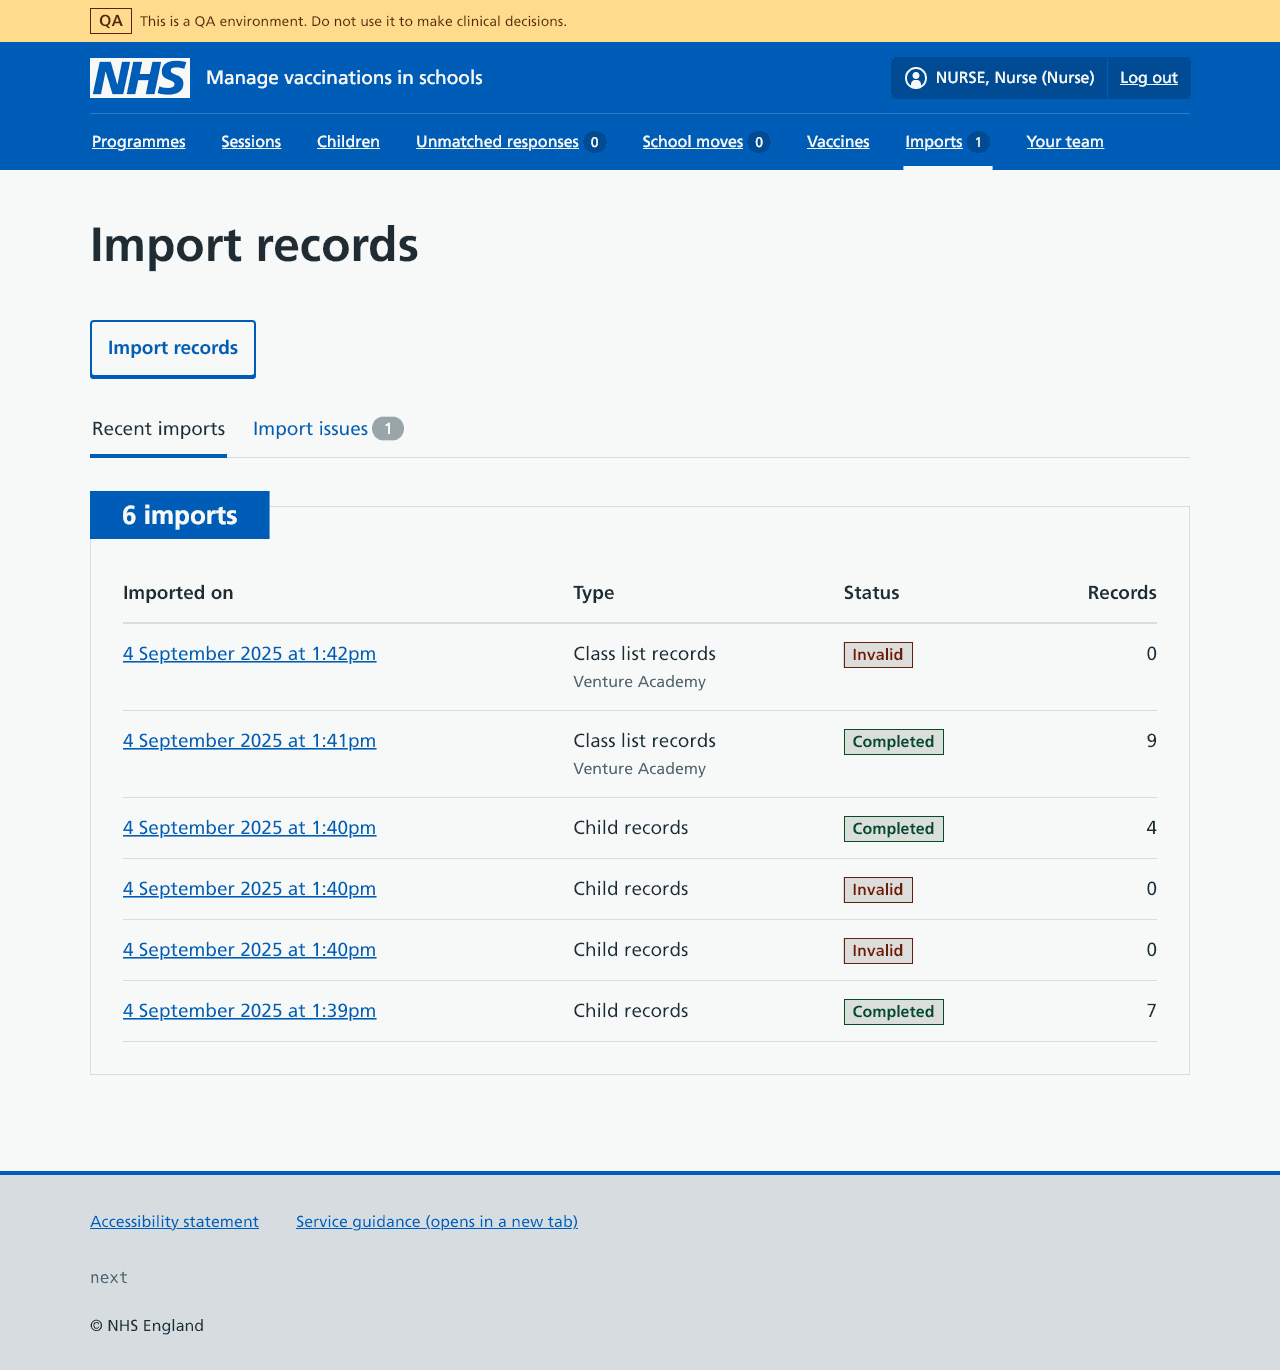 QA This is a QA environment. Do not use it to make clinical decisions.
NHS Manage vaccinations in schools NURSE, Nurse (Nurse) Log out
Programmes Sessions Children Unmatched responses 0 School moves 0 Vaccines Imports 1 Your team
Import records
Import records
Recent imports Import issues 1
6 imports
Imported on Type Status Records
4 September 2025 at 1:42pm Class list records Invalid 0
Venture Academy
4 September 2025 at 1:41pm Class list records Completed 9
Venture Academy
4 September 2025 at 1:40pm Child records Completed 4
4 September 2025 at 1:40pm Child records Invalid 0
4 September 2025 at 1:40pm Child records Invalid 0
4 September 2025 at 1:39pm Child records Completed 7
Accessibility statement Service guidance (opens in a new tab)
next
© NHS England